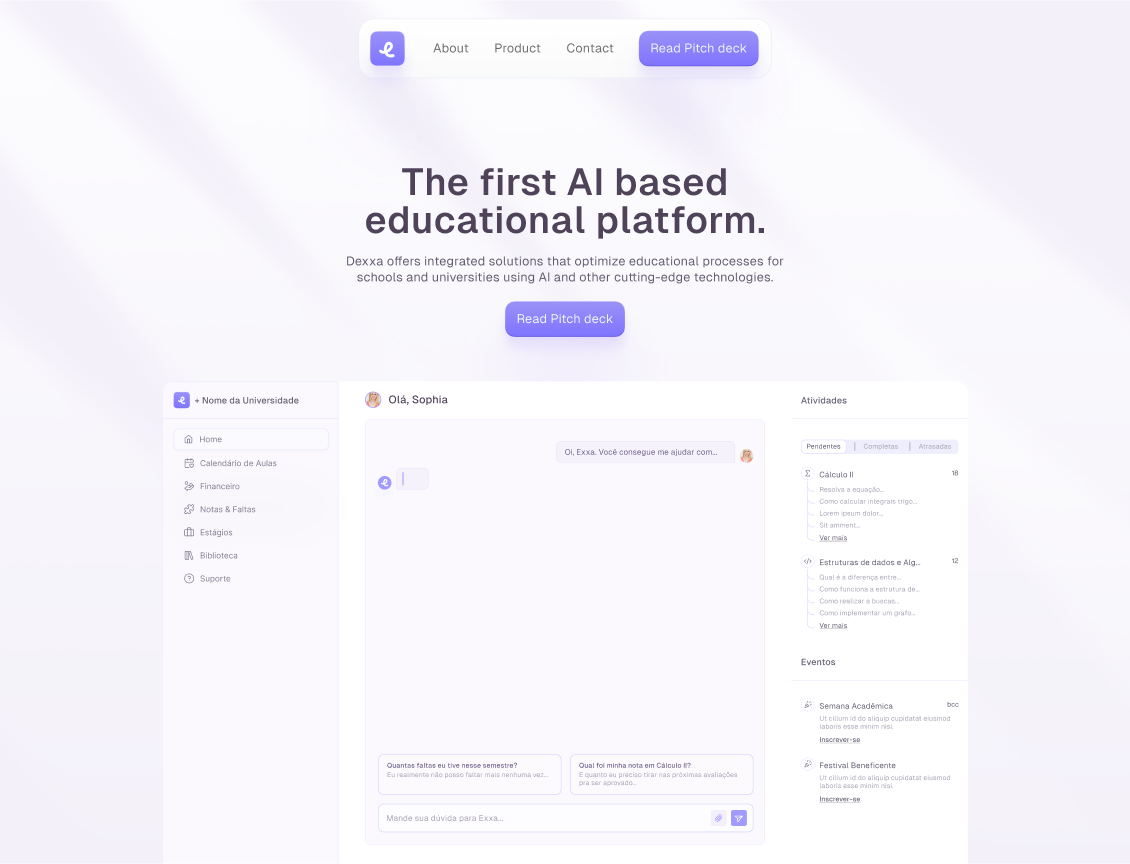 About
Product
Contact
Read Pitch deck
The first AI based
educational platform.
Dexxa offers integrated solutions that optimize educational processes for
schools and universities using AI and other cutting-edge technologies.
Read Pitch deck
+ Nome da Universidade
Home
Calendário de Aulas
Financeiro
Notas & Faltas
Estágios
Biblioteca
Suporte
Olá, Sophia
Oi, Exxa. Você consegue me ajudar com...
Quantas faltas eu tive nesse semestre?
Eu realmente não posso faltar mais nenhuma vez...
Qual foi minha nota em Cálculo II?
E quanto eu preciso tirar nas próximas avaliações
pra ser aprovado...
Mande sua dúvida para Exxa...
Atividades
Pendentes
Completas
Atrasadas
Cálculo II
18
Resolva a equação...
Como calcular integrais trigo...
Lorem ipsum dolor...
Sit amment...
Ver mais
Estruturas de dados e Alg...
12
Qual é a diferença entre...
Como funciona a estrutura de...
Como realizar a buscas...
Como implementar um grafo...
Ver mais
Eventos
Semana Acadêmica
bcc
Ut cillum id do aliquip cupidatat eiusmod
laboris esse minim nisi.
Inscrever-se
Festival Beneficente
Ut cillum id do aliquip cupidatat eiusmod
laboris esse minim nisi.
Inscrever-se